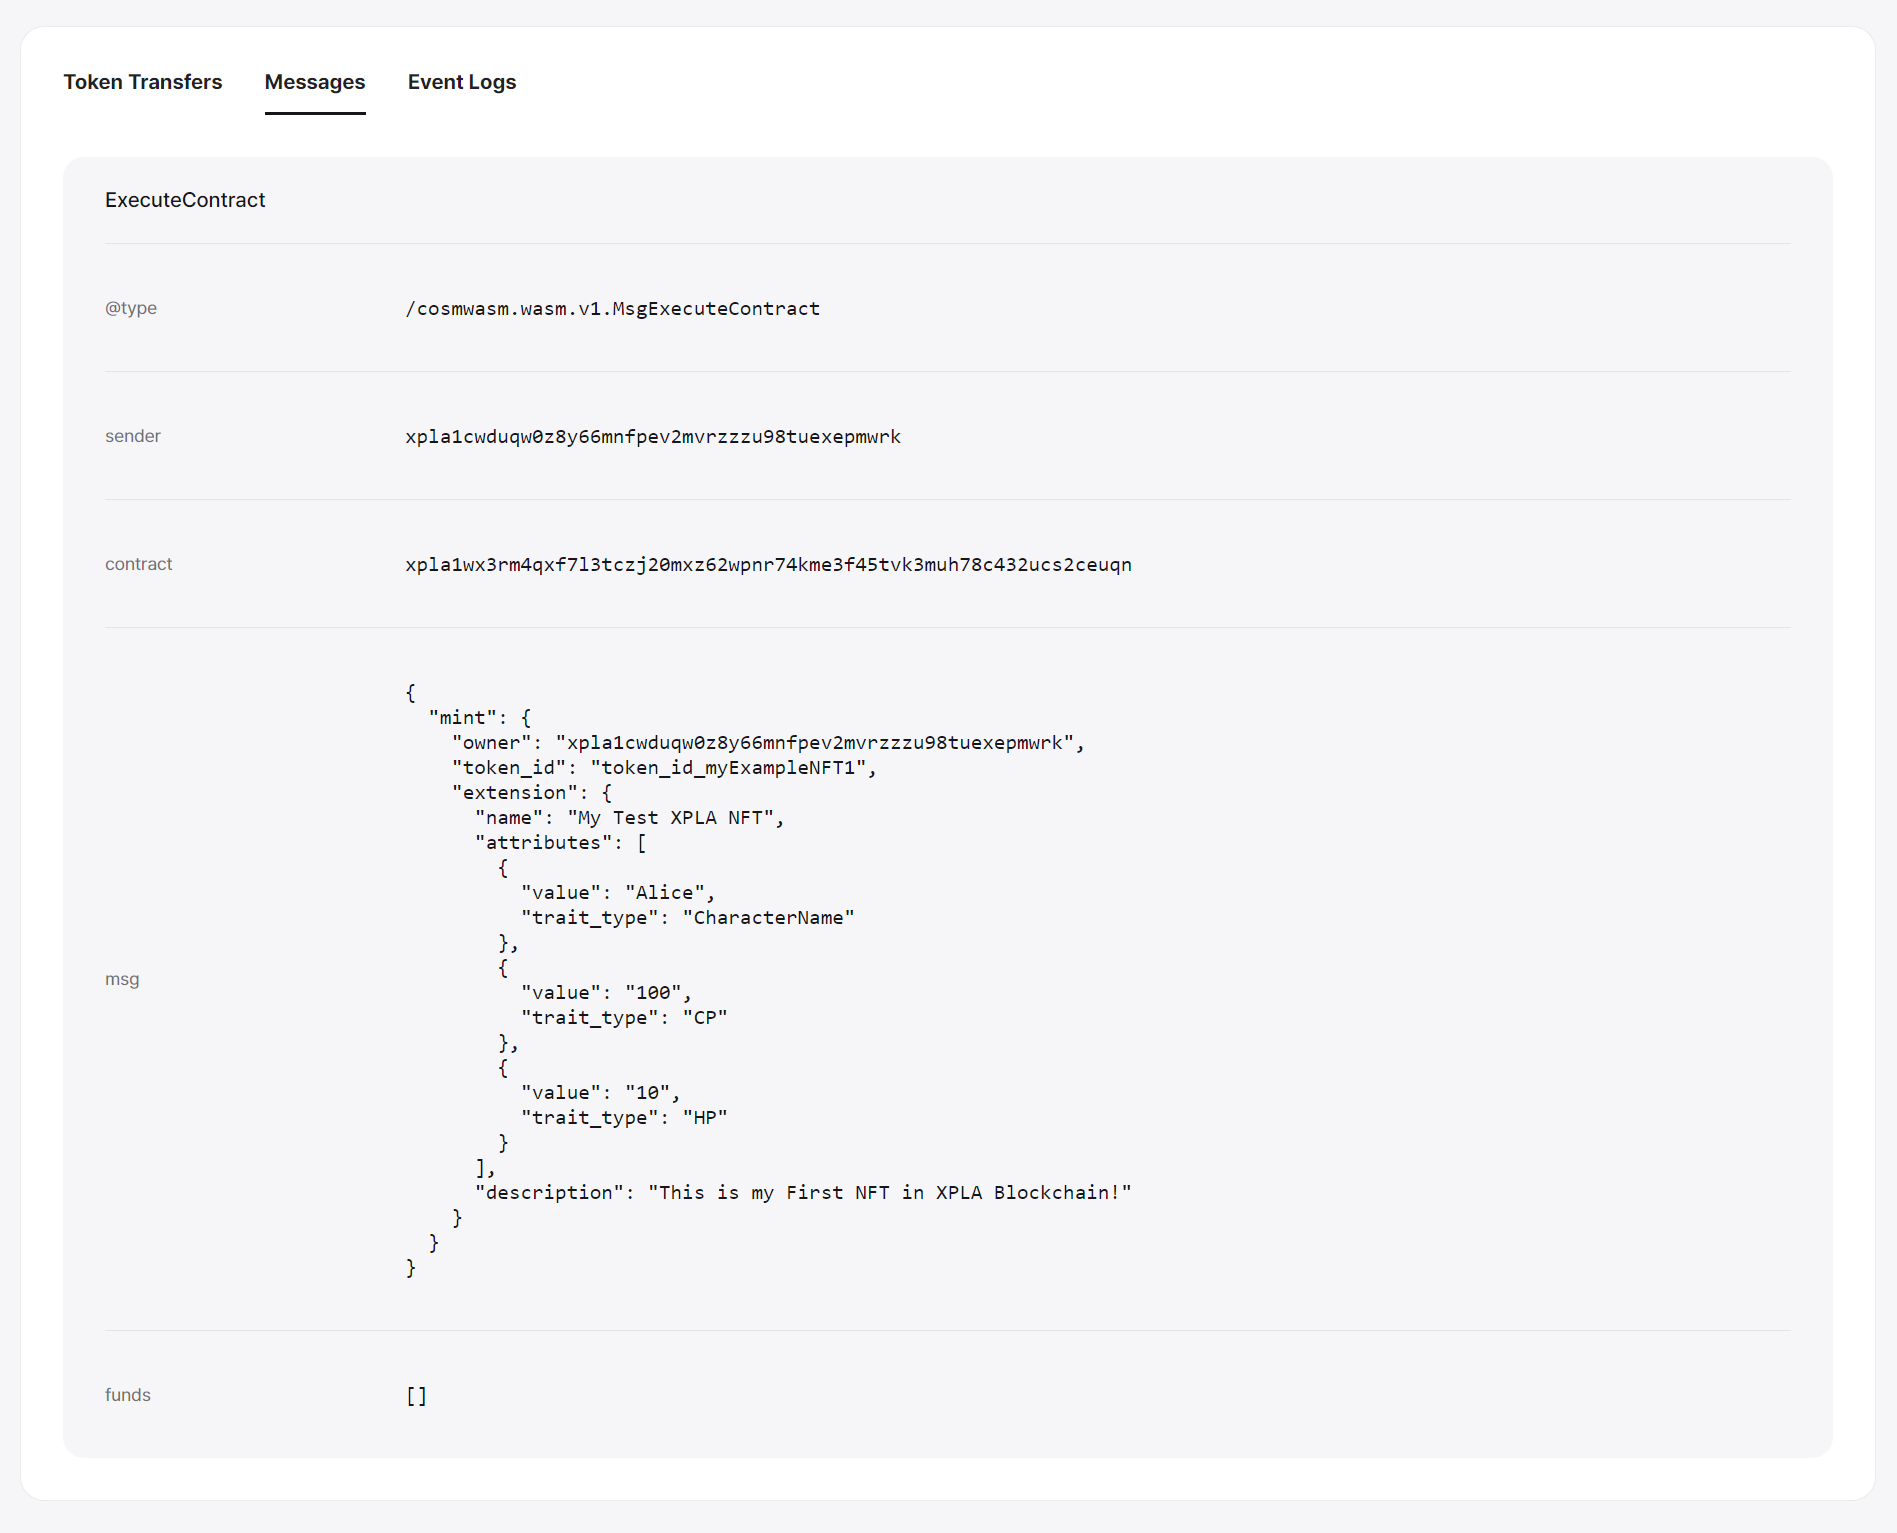 Token Transfers Messages Event Logs
ExecuteContract
@type /cosmwasm.wasm.v1.MsgExecuteContract
sender xpla1cwduqw0z8y66mnfpev2mvrzzzu98tuexepmwrk
contract xpla1wx3rm4qxf7l3tczj20mxz62wpnr74kme3f45tvk3muh78c432ucs2ceuqn
msg
{
  "mint": {
    "owner": "xpla1cwduqw0z8y66mnfpev2mvrzzzu98tuexepmwrk",
    "token_id": "token_id_myExampleNFT1",
    "extension": {
      "name": "My Test XPLA NFT",
      "attributes": [
        {
          "value": "Alice",
          "trait_type": "CharacterName"
        },
        {
          "value": "100",
          "trait_type": "CP"
        },
        {
          "value": "10",
          "trait_type": "HP"
        }
      ],
      "description": "This is my First NFT in XPLA Blockchain!"
    }
  }
}
funds []